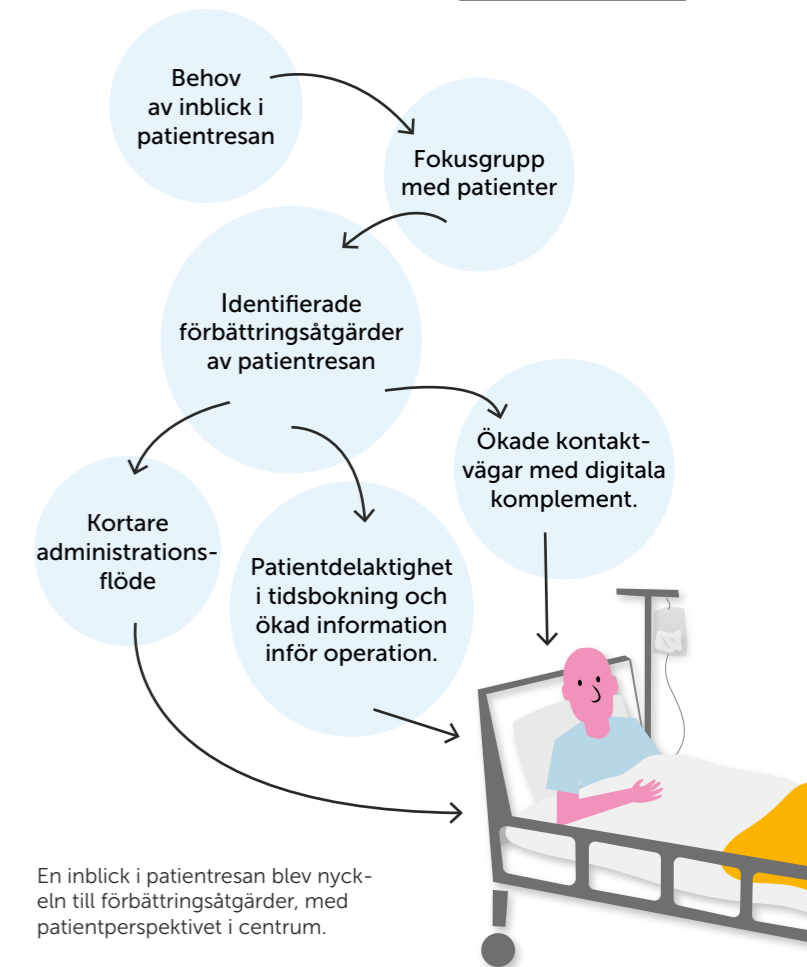 Behov
av inblick i
patientresan
Fokusgrupp
med patienter
Identifierade
förbättringsåtgärder
av patientresan
Ökade kontakt-
vägar med digitala
komplement.
Kortare
administrations-
flöde
Patientdelaktighet
i tidsbokning och
ökad information
inför operation.
En inblick i patientresan blev nyck-
eln till förbättringsåtgärder, med
patientperspektivet i centrum.